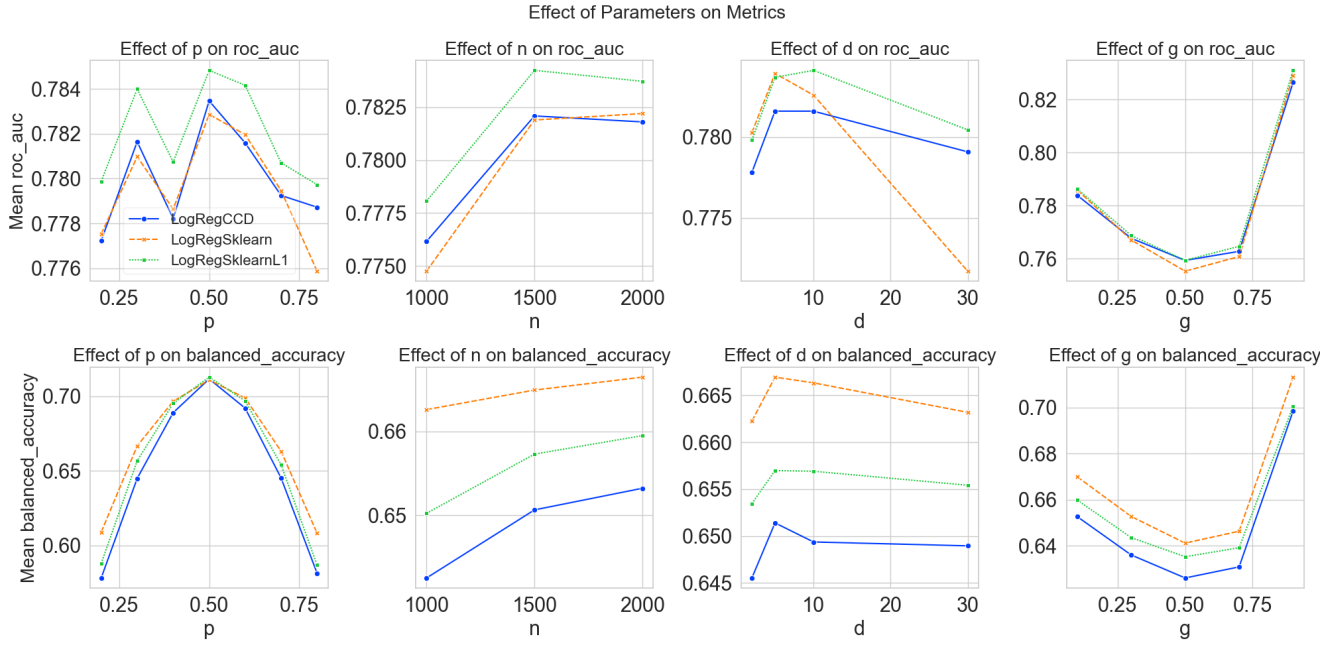 Effect of Parameters on Metrics
Effect of p on roc_auc
Mean roc_auc
0.784
0.782
0.780
0.778
0.776
LogRegCCD
LogRegSklearn
LogRegSklearnL1
0.25 0.50 0.75
p
Effect of n on roc_auc
0.7825
0.7800
0.7775
0.7750
1000 1500 2000
n
Effect of d on roc_auc
0.780
0.775
10 20 30
d
Effect of g on roc_auc
0.82
0.80
0.78
0.76
0.25 0.50 0.75
g
Effect of p on balanced_accuracy
Mean balanced_accuracy
0.70
0.65
0.60
0.25 0.50 0.75
p
Effect of n on balanced_accuracy
0.66
0.65
1000 1500 2000
n
Effect of d on balanced_accuracy
0.665
0.660
0.655
0.650
0.645
10 20 30
d
Effect of g on balanced_accuracy
0.70
0.68
0.66
0.64
0.25 0.50 0.75
g